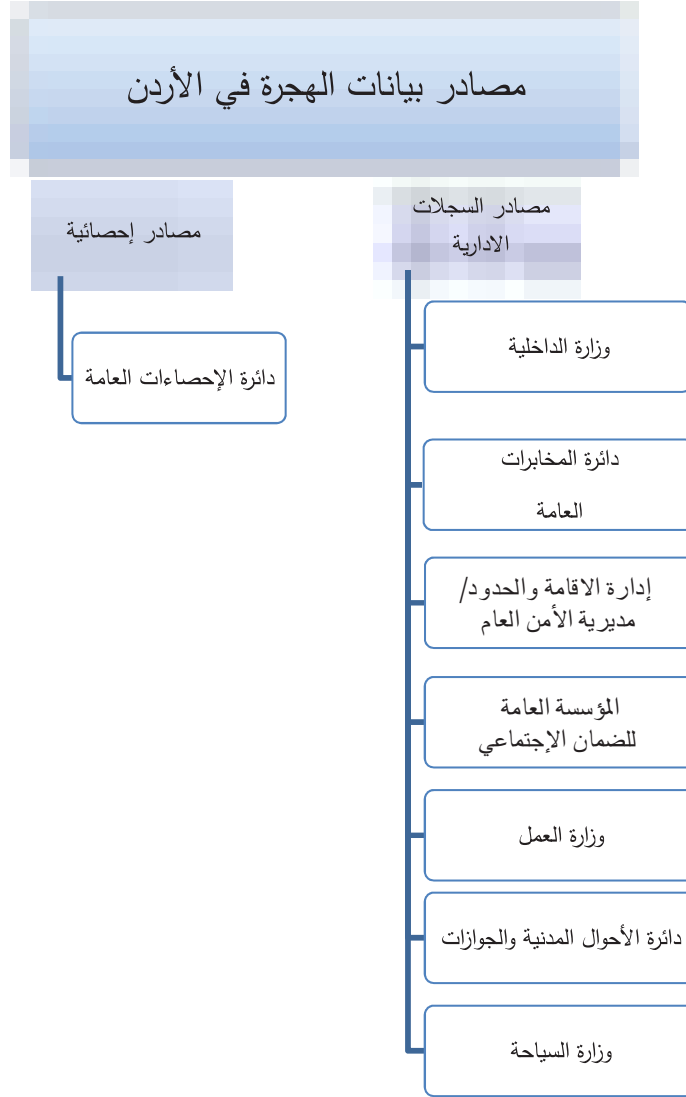 مصادر بيانات الهجرة في الأردن
مصادر السجلات
الادارية
وزارة الداخلية
دائرة المخابرات
العامة
إدارة الاقامة والحدود/
مديرية الأمن العام
المؤسسة العامة
للضمان الإجتماعي
وزارة العمل
دائرة الأحوال المدنية والجوازات
وزارة السياحة
مصادر إحصائية
دائرة الإحصاءات العامة